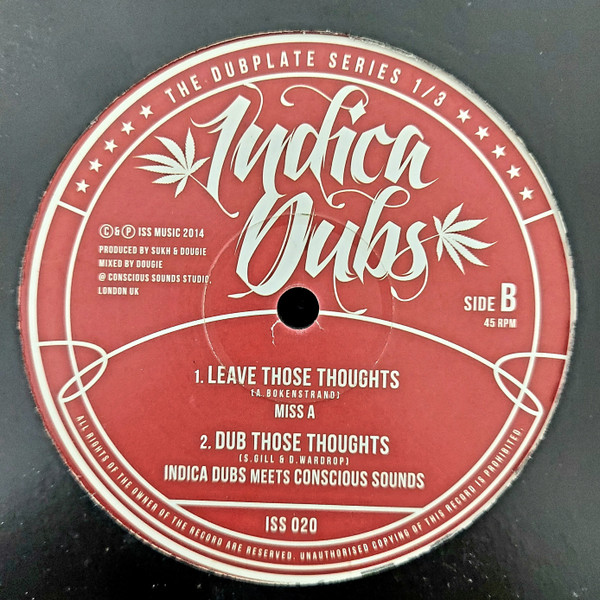 THE DUBPLATE SERIES 1/3
Indica
Dubs
© & ℗ ISS MUSIC 2014
PRODUCED BY SUKH & DOUGIE
MIXED BY DOUGIE
@ CONSCIOUS SOUNDS STUDIO,
LONDON UK
SIDE B
45 RPM
1. LEAVE THOSE THOUGHTS
(A.BOKENSTRAND)
MISS A
2. DUB THOSE THOUGHTS
(S.GILL & D.WARDROP)
INDICA DUBS MEETS CONSCIOUS SOUNDS
ISS 020
ALL RIGHTS OF THE OWNER OF THE RECORD ARE RESERVED. UNAUTHORISED COPYING OF THIS RECORD IS PROHIBITED.